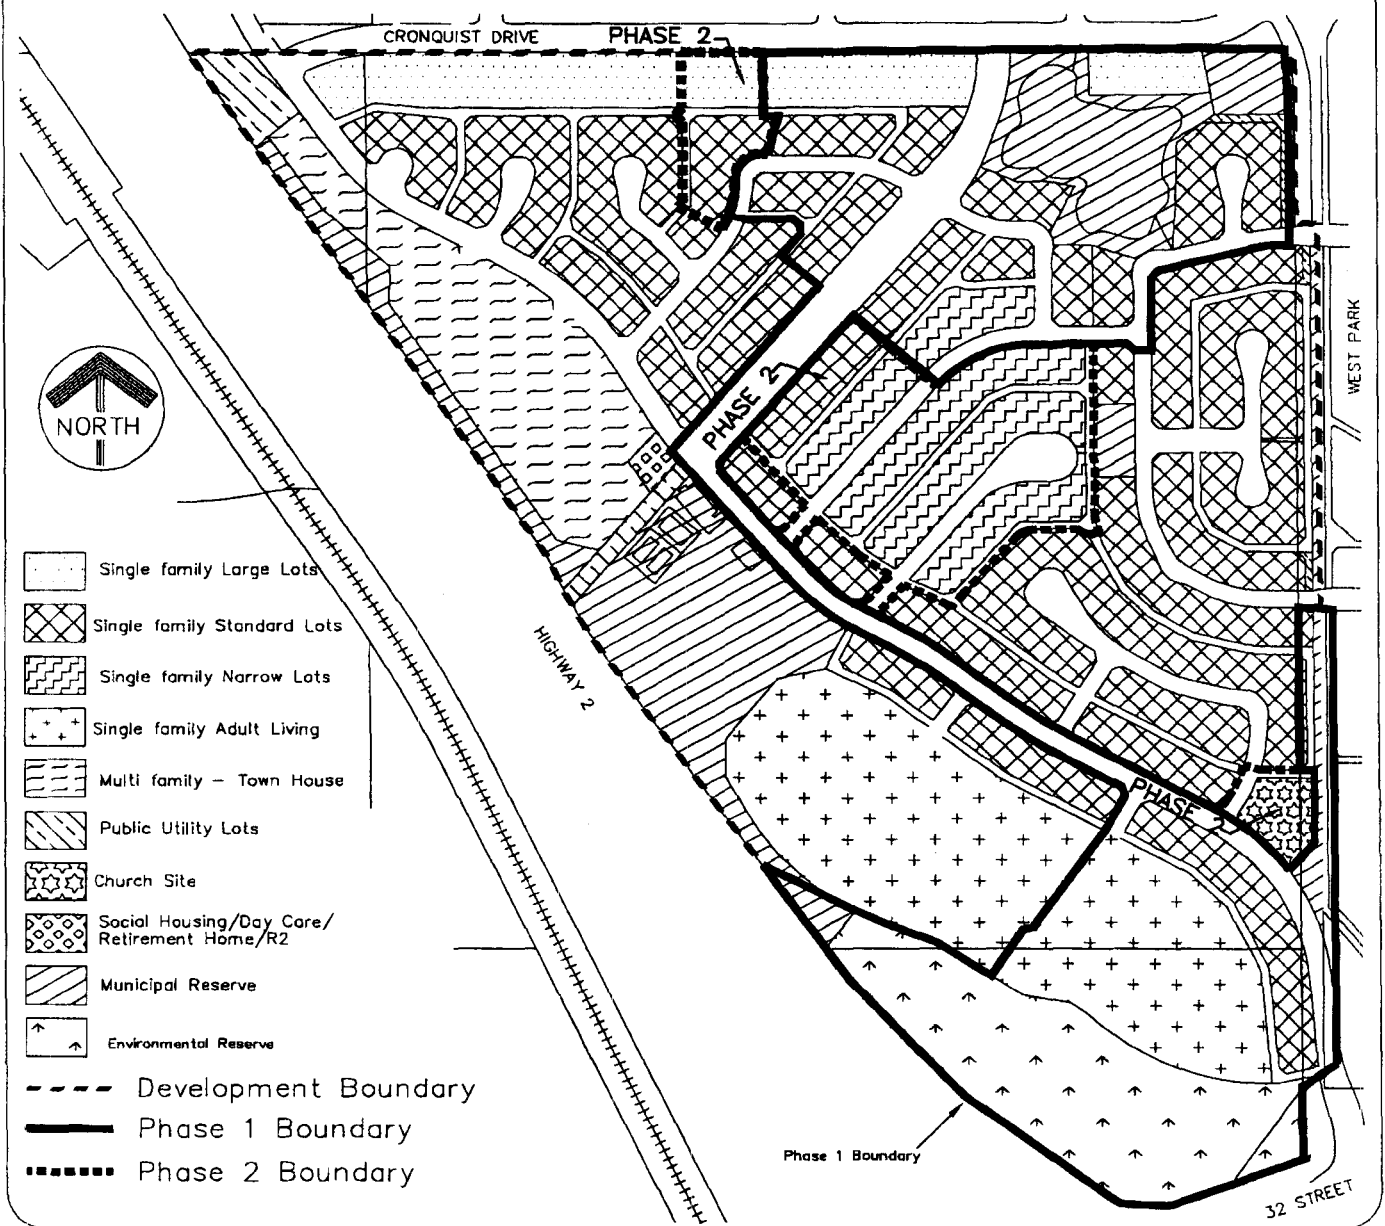 CRONQUIST DRIVE
PHASE 2
WEST PARK
NORTH
PHASE 2
Single family Large Lots
Single family Standard Lots
Single family Narrow Lots
Single family Adult Living
Multi family - Town House
Public Utility Lots
Church Site
Social Housing/Day Care/
Retirement Home/R2
Municipal Reserve
Environmental Reserve
Development Boundary
Phase 1 Boundary
Phase 2 Boundary
HIGHWAY 2
PHASE 2
Phase 1 Boundary
32 STREET